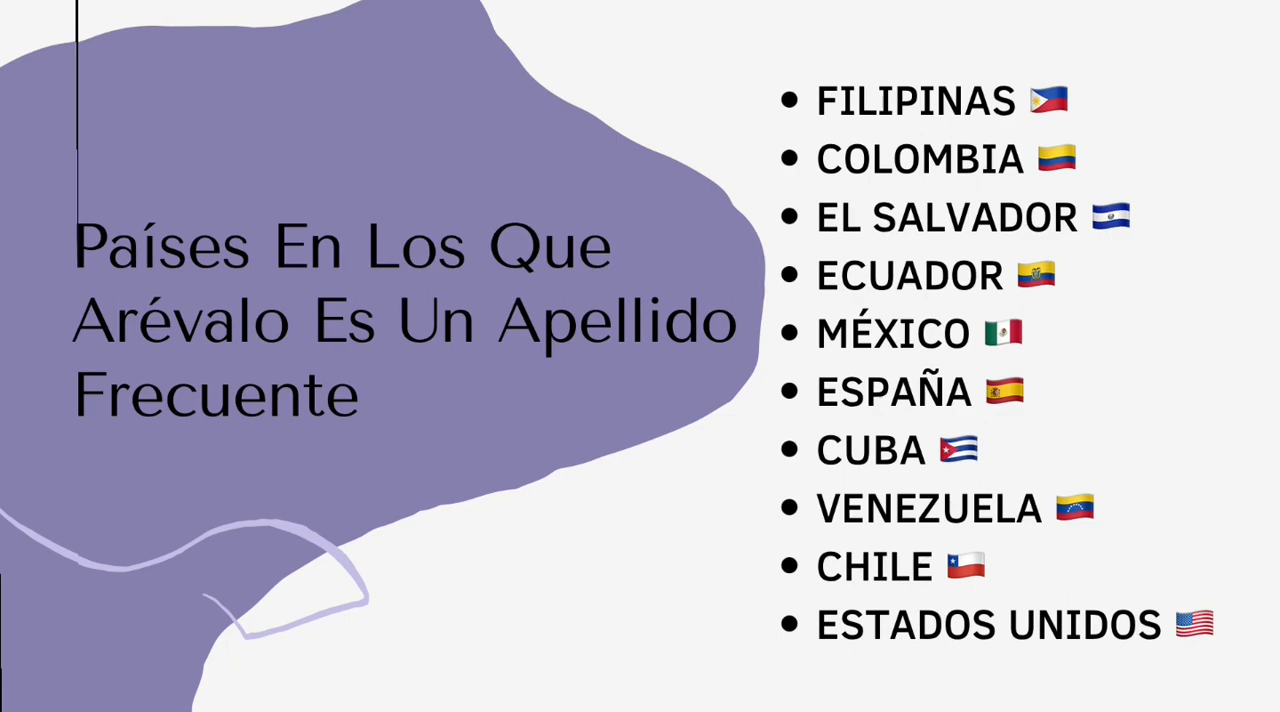 Países En Los Que
Arévalo Es Un Apellido
Frecuente
• FILIPINAS 🇵🇭
• COLOMBIA 🇨🇴
• EL SALVADOR 🇸🇻
• ECUADOR 🇪🇨
• MÉXICO 🇲🇽
• ESPAÑA 🇪🇸
• CUBA 🇨🇺
• VENEZUELA 🇻🇪
• CHILE 🇨🇱
• ESTADOS UNIDOS 🇺🇸